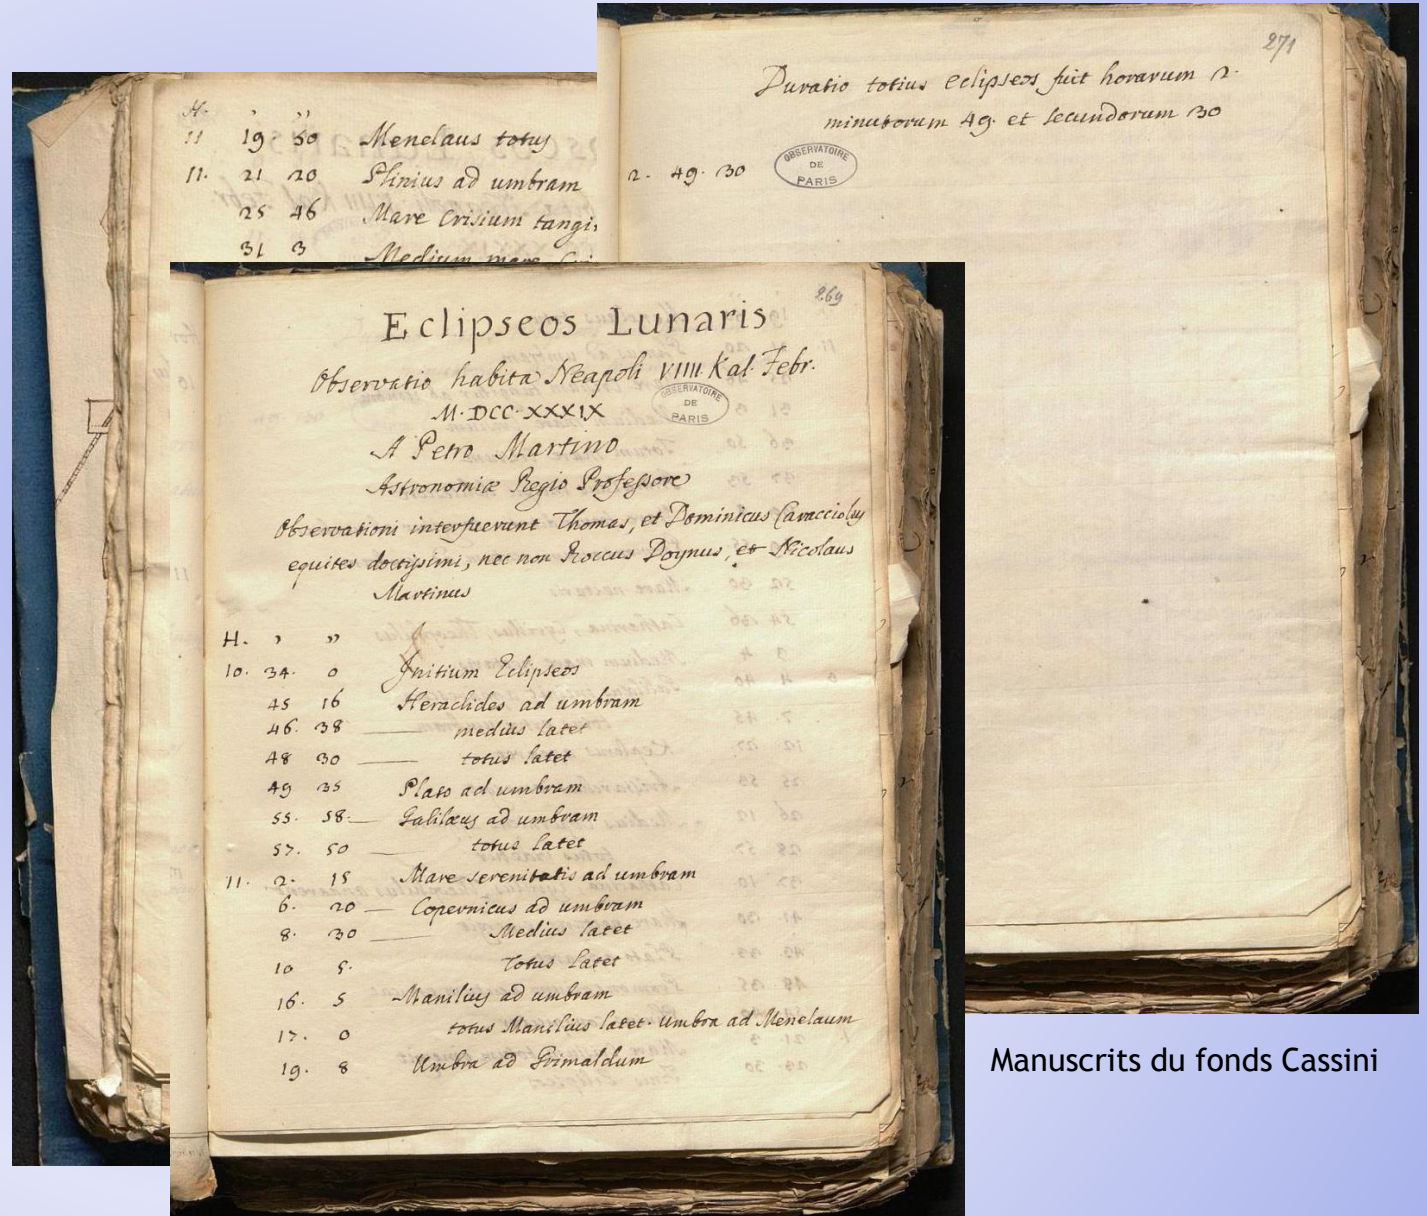 H. , ,,
11 19 50 Menelaus totus
11. 21 20 Plinius ad umbram
25 46 Mare Crisium tangi
31 3 Medium mare
271
Duratio totius Eclipseos fuit horarum 2.
minutorum 49. et secundorum 30
2. 49. 30
OBSERVATOIRE
DE
PARIS
269
Eclipseos Lunaris
Observatio habita Neapoli VIIII. Kal. Febr.
M.DCC.XXXIX
OBSERVATOIRE
DE
PARIS
A Petro Martino
Astronomiæ Regio Professore
Observationi interfuerunt Thomas, et Dominicus Caracciolus
equites doctissimi, nec non Roccus Doynus, et Nicolaus
Martinus
H. , ,,
10. 34. 0 Initium Eclipseos
45 16 Heraclides ad umbram
46. 38 —— medius latet
48 30 —— totus latet
49 35 Plato ad umbram
55. 58. — Galilæus ad umbram
57. 50 —— totus latet
11. 2. 15 Mare serenitatis ad umbram
6. 20 — Copernicus ad umbram
8. 30 —— Medius latet
10 5. Totus latet
16. 5 Manilius ad umbram
17. 0 totus Manilius latet. Umbra ad Menelaum
19. 8 Umbra ad Grimaldum
Manuscrits du fonds Cassini